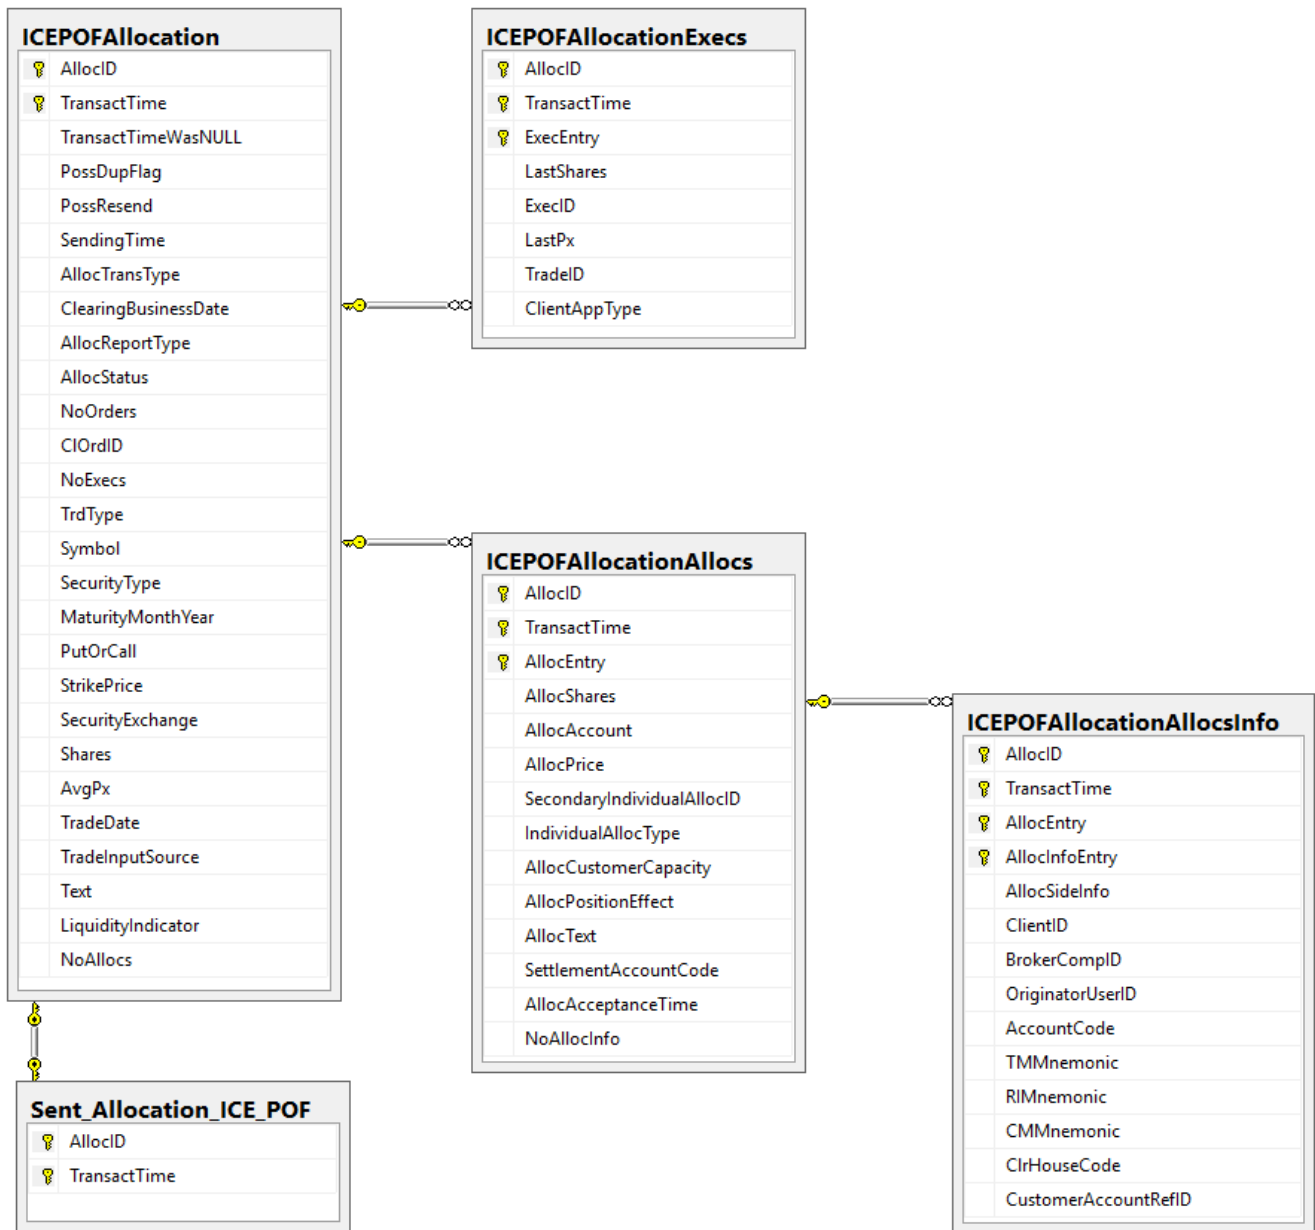 ICEPOFAllocation
AllocID
TransactTime
TransactTimeWasNULL
PossDupFlag
PossResend
SendingTime
AllocTransType
ClearingBusinessDate
AllocReportType
AllocStatus
NoOrders
ClOrdID
NoExecs
TrdType
Symbol
SecurityType
MaturityMonthYear
PutOrCall
StrikePrice
SecurityExchange
Shares
AvgPx
TradeDate
TradeInputSource
Text
LiquidityIndicator
NoAllocs
ICEPOFAllocationExecs
AllocID
TransactTime
ExecEntry
LastShares
ExecID
LastPx
TradeID
ClientAppType
ICEPOFAllocationAllocs
AllocID
TransactTime
AllocEntry
AllocShares
AllocAccount
AllocPrice
SecondaryIndividualAllocID
IndividualAllocType
AllocCustomerCapacity
AllocPositionEffect
AllocText
SettlementAccountCode
AllocAcceptanceTime
NoAllocInfo
ICEPOFAllocationAllocsInfo
AllocID
TransactTime
AllocEntry
AllocInfoEntry
AllocSideInfo
ClientID
BrokerCompID
OriginatorUserID
AccountCode
TMMnemonic
RIMnemonic
CMMnemonic
ClrHouseCode
CustomerAccountRefID
Sent_Allocation_ICE_POF
AllocID
TransactTime